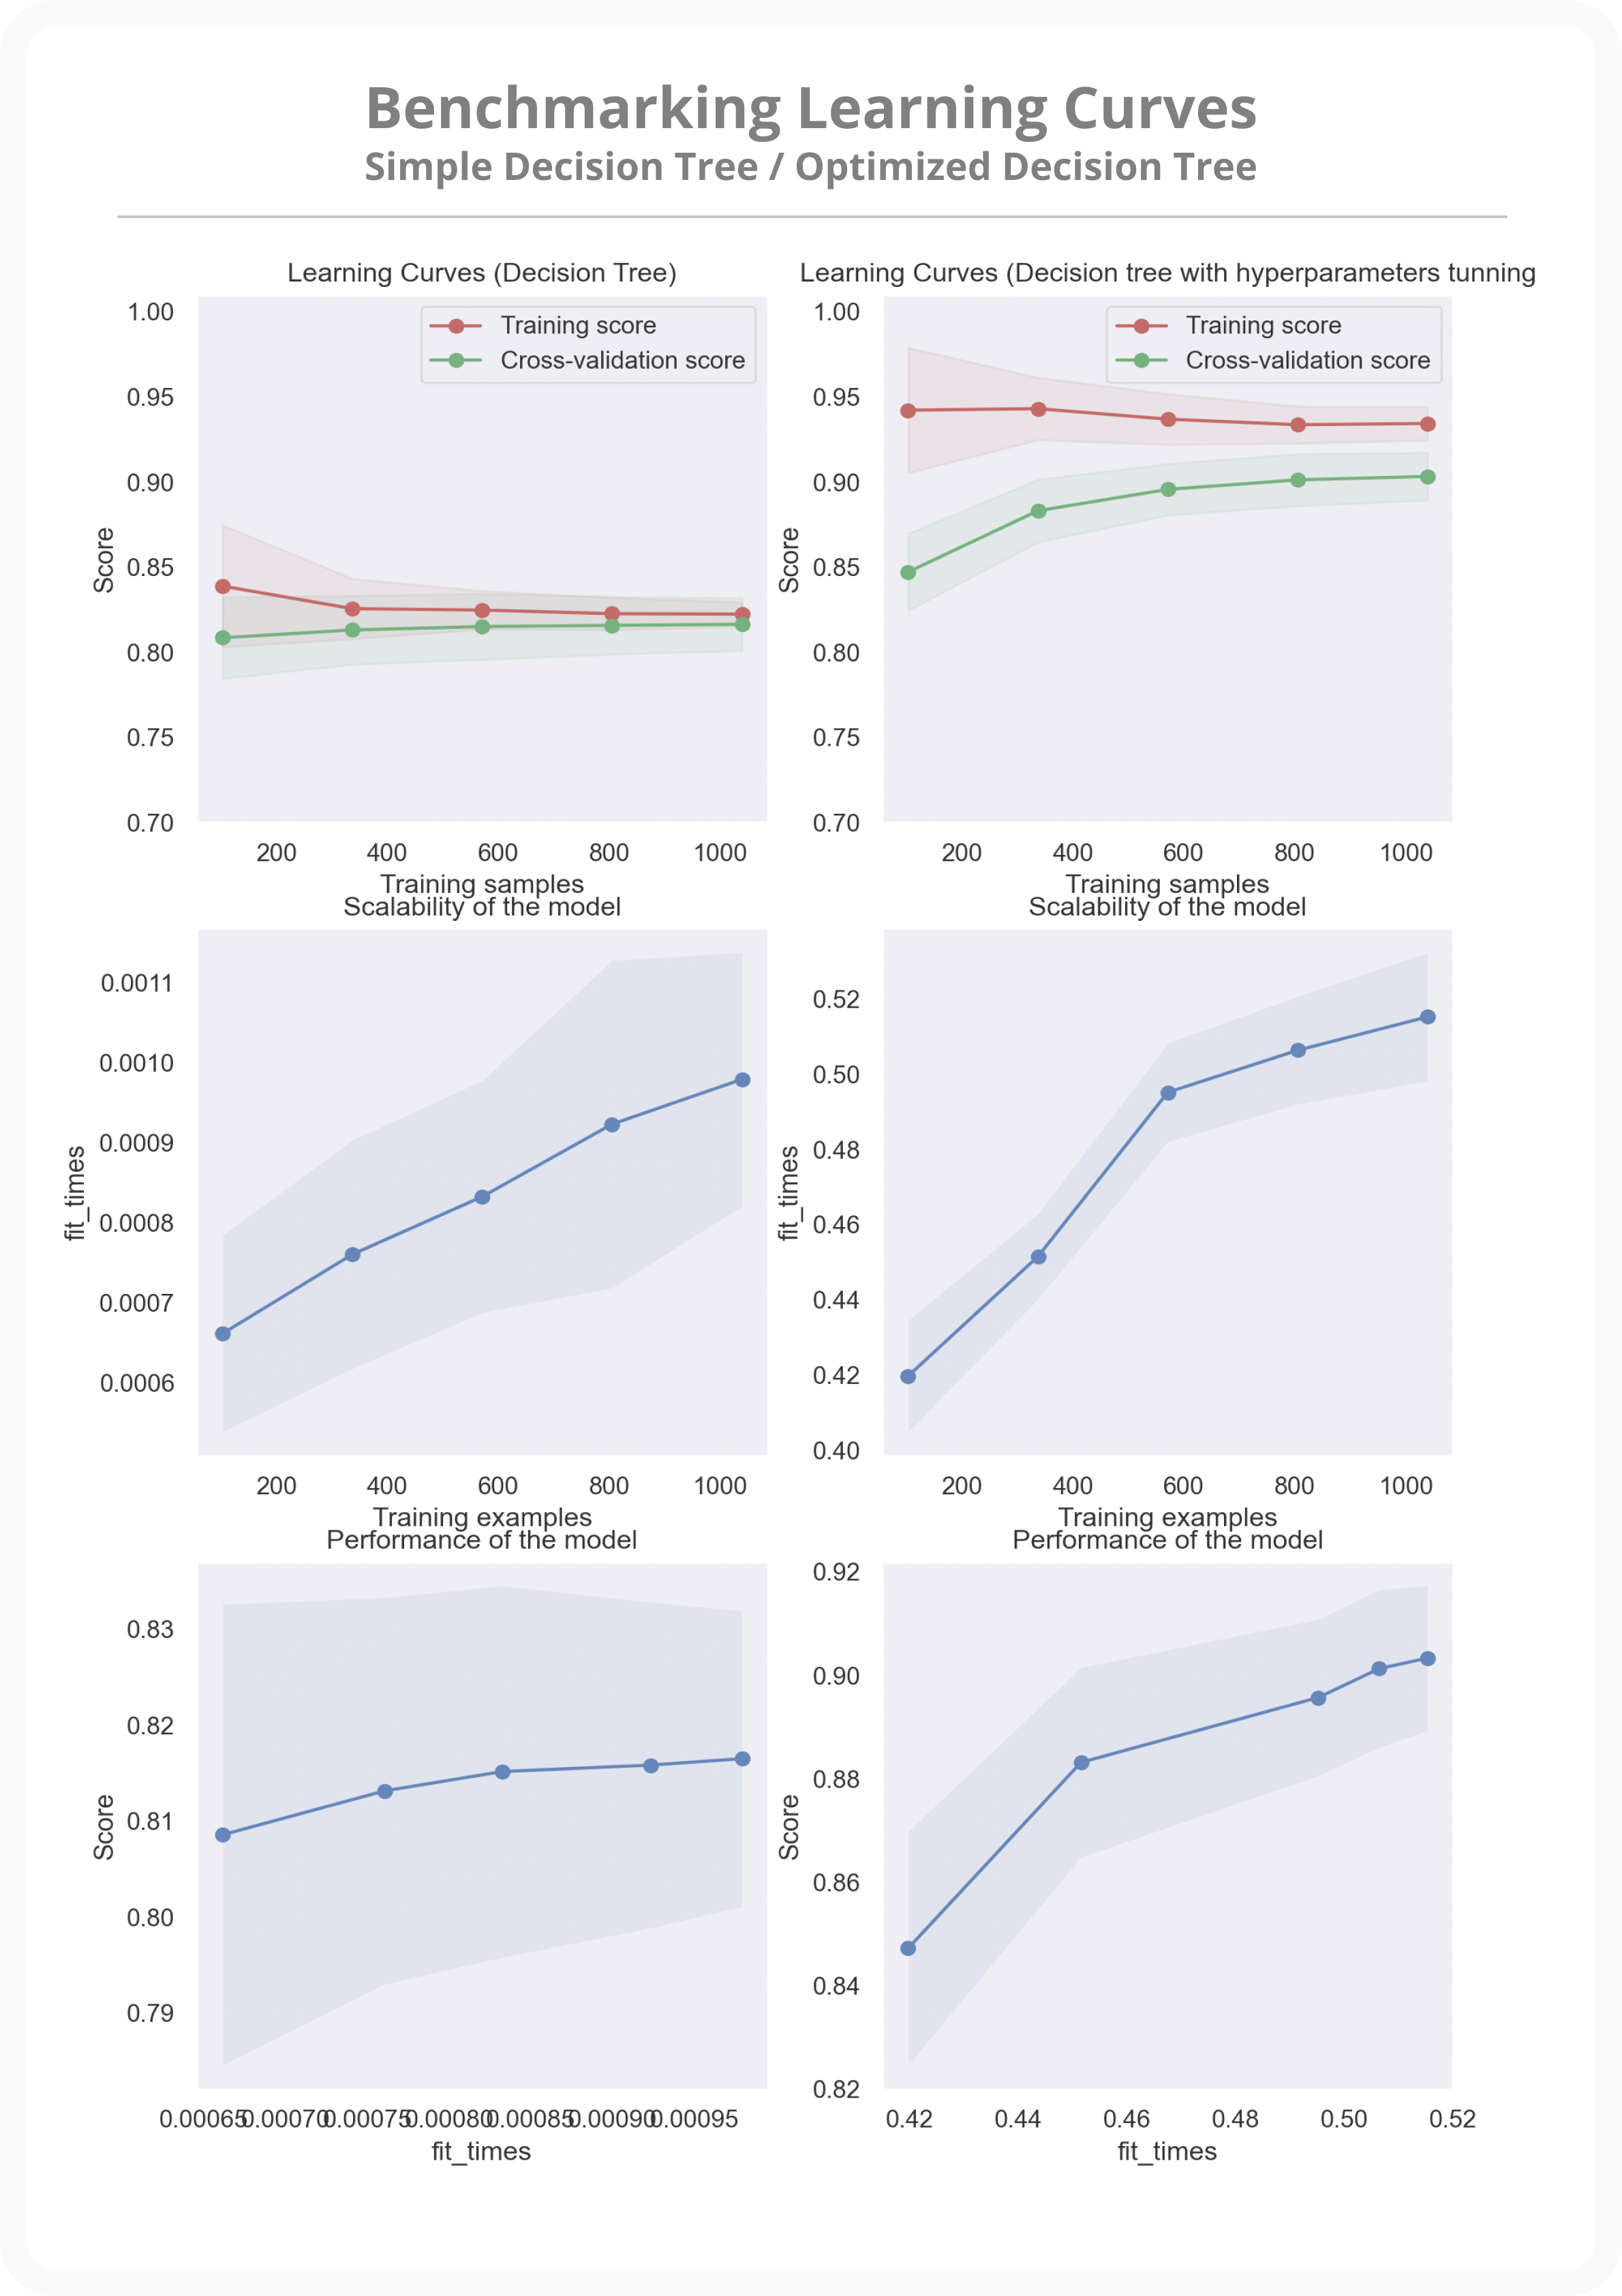 Benchmarking Learning Curves
Simple Decision Tree / Optimized Decision Tree
Learning Curves (Decision Tree)
1.00
0.95
0.90
0.85
0.80
0.75
0.70
Score
Training score
Cross-validation score
200 400 600 800 1000
Training samples
Learning Curves (Decision tree with hyperparameters tunning
1.00
0.95
0.90
0.85
0.80
0.75
0.70
Score
Training score
Cross-validation score
200 400 600 800 1000
Training samples
Scalability of the model
0.0011
0.0010
0.0009
0.0008
0.0007
0.0006
fit_times
200 400 600 800 1000
Training examples
Scalability of the model
0.52
0.50
0.48
0.46
0.44
0.42
0.40
fit_times
200 400 600 800 1000
Training examples
Performance of the model
0.83
0.82
0.81
0.80
0.79
Score
0.00065 0.00070 0.00075 0.00080 0.00085 0.00090 0.00095
fit_times
Performance of the model
0.92
0.90
0.88
0.86
0.84
0.82
Score
0.42 0.44 0.46 0.48 0.50 0.52
fit_times